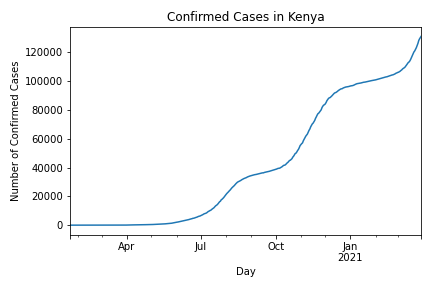 Confirmed Cases in Kenya
Number of Confirmed Cases
120000
100000
80000
60000
40000
20000
0
Apr
Jul
Oct
Jan
2021
Day